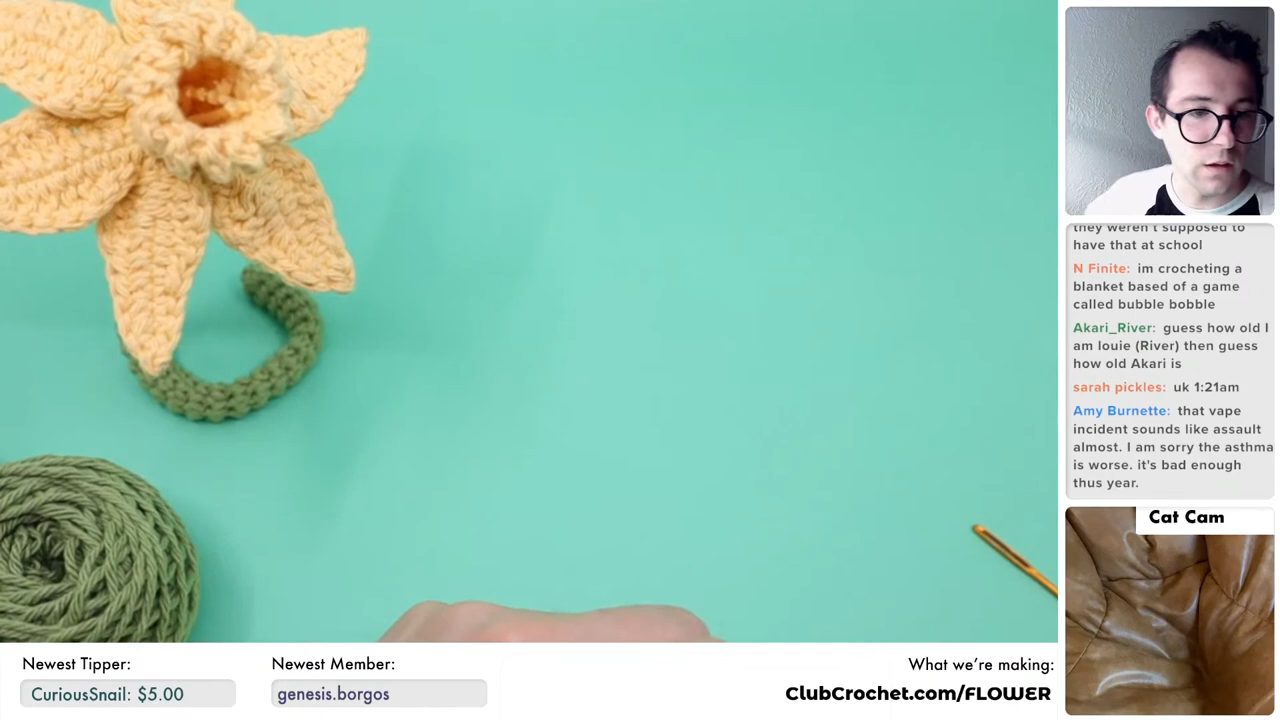 they weren't supposed to
have that at school
N Finite: im crocheting a
blanket based of a game
called bubble bobble
Akari_River: guess how old I
am louie (River) then guess
how old Akari is
sarah pickles: uk 1:21am
Amy Burnette: that vape
incident sounds like assault
almost. I am sorry the asthma
is worse. it's bad enough
thus year.
Cat Cam
Newest Tipper:
CuriousSnail: $5.00
Newest Member:
genesis.borgos
What we're making:
ClubCrochet.com/FLOWER